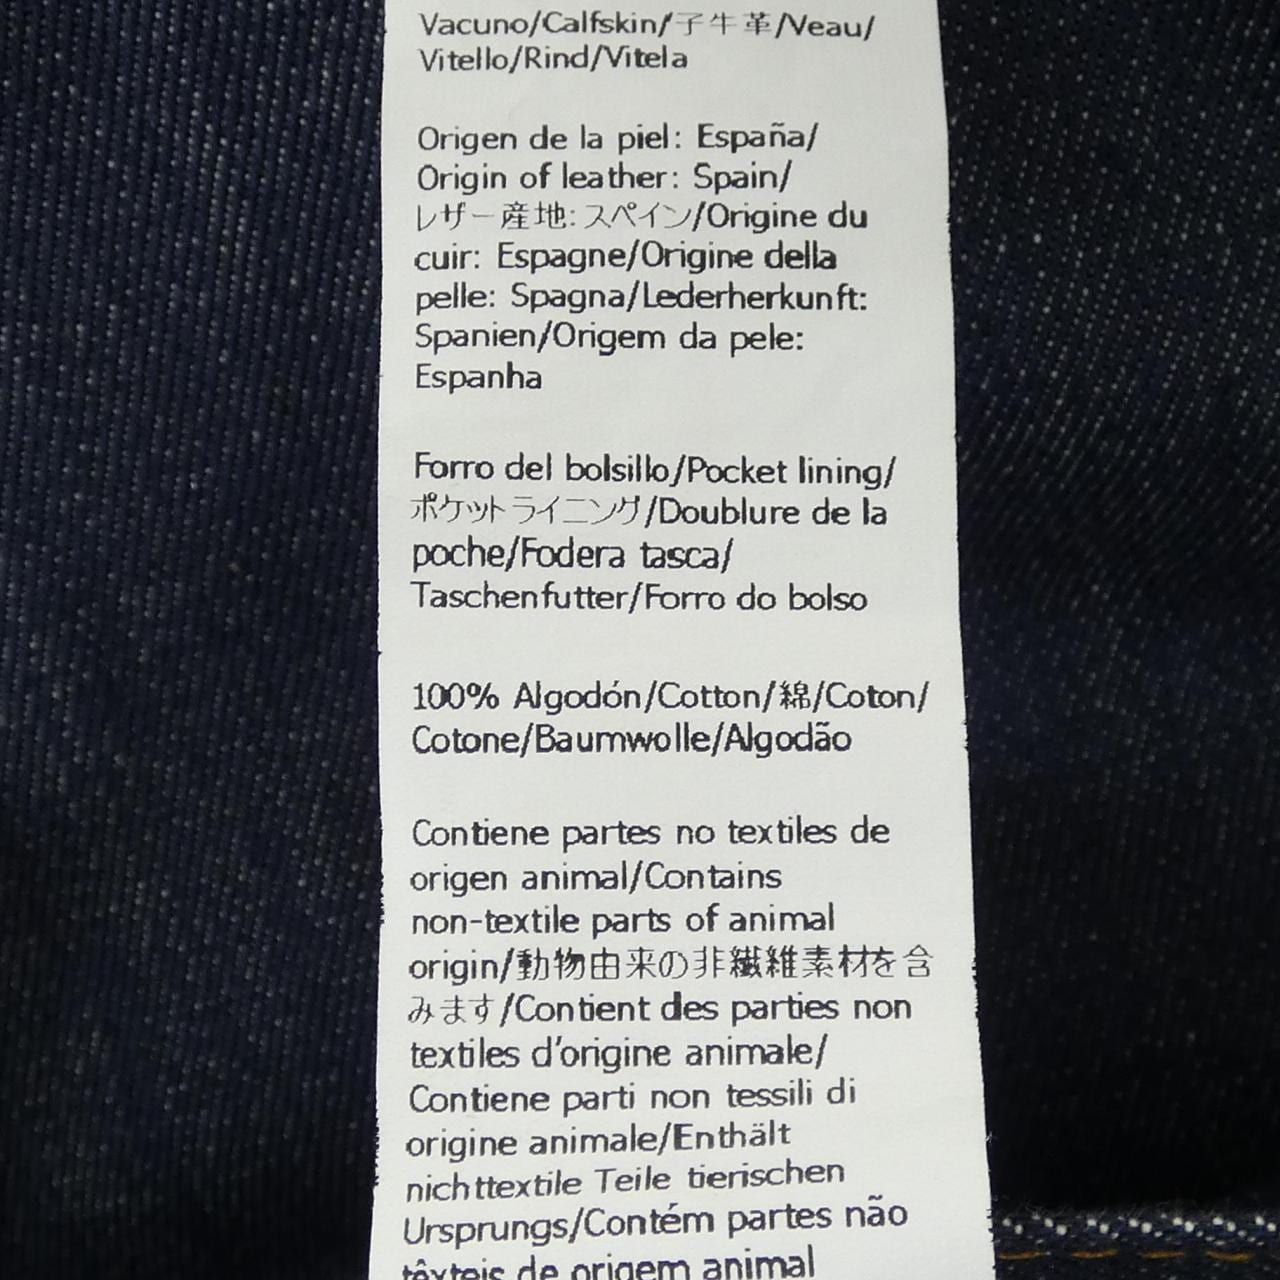 Vacuno/Calfskin/子牛革/Veau/
Vitello/Rind/Vitela
Origen de la piel: España/
Origin of leather: Spain/
レザー産地: スペイン/Origine du
cuir: Espagne/Origine della
pelle: Spagna/Lederherkunft:
Spanien/Origem da pele:
Espanha
Forro del bolsillo/Pocket lining/
ポケットライニング/Doublure de la
poche/Fodera tasca/
Taschenfutter/Forro do bolso
100% Algodón/Cotton/綿/Coton/
Cotone/Baumwolle/Algodão
Contiene partes no textiles de
origen animal/Contains
non-textile parts of animal
origin/動物由来の非繊維素材を含
みます/Contient des parties non
textiles d'origine animale/
Contiene parti non tessili di
origine animale/Enthält
nichttextile Teile tierischen
Ursprungs/Contém partes não
têxteis de origem animal